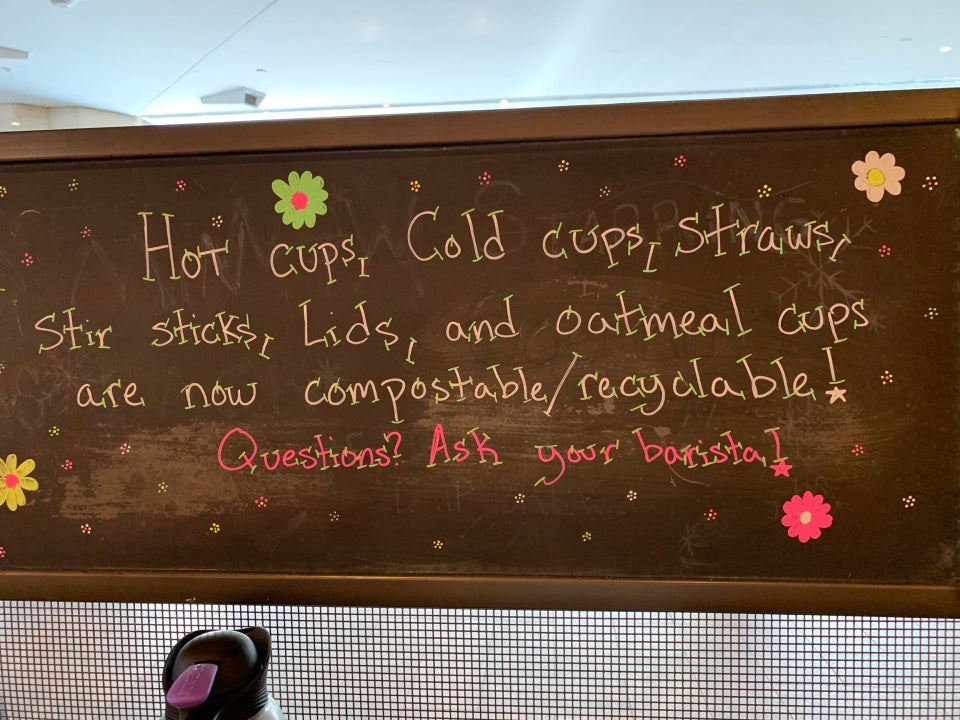 Hot cups, Cold cups, straws,
Stir sticks, Lids, and oatmeal cups
are now compostable/recyclable!
Questions? Ask your barista!